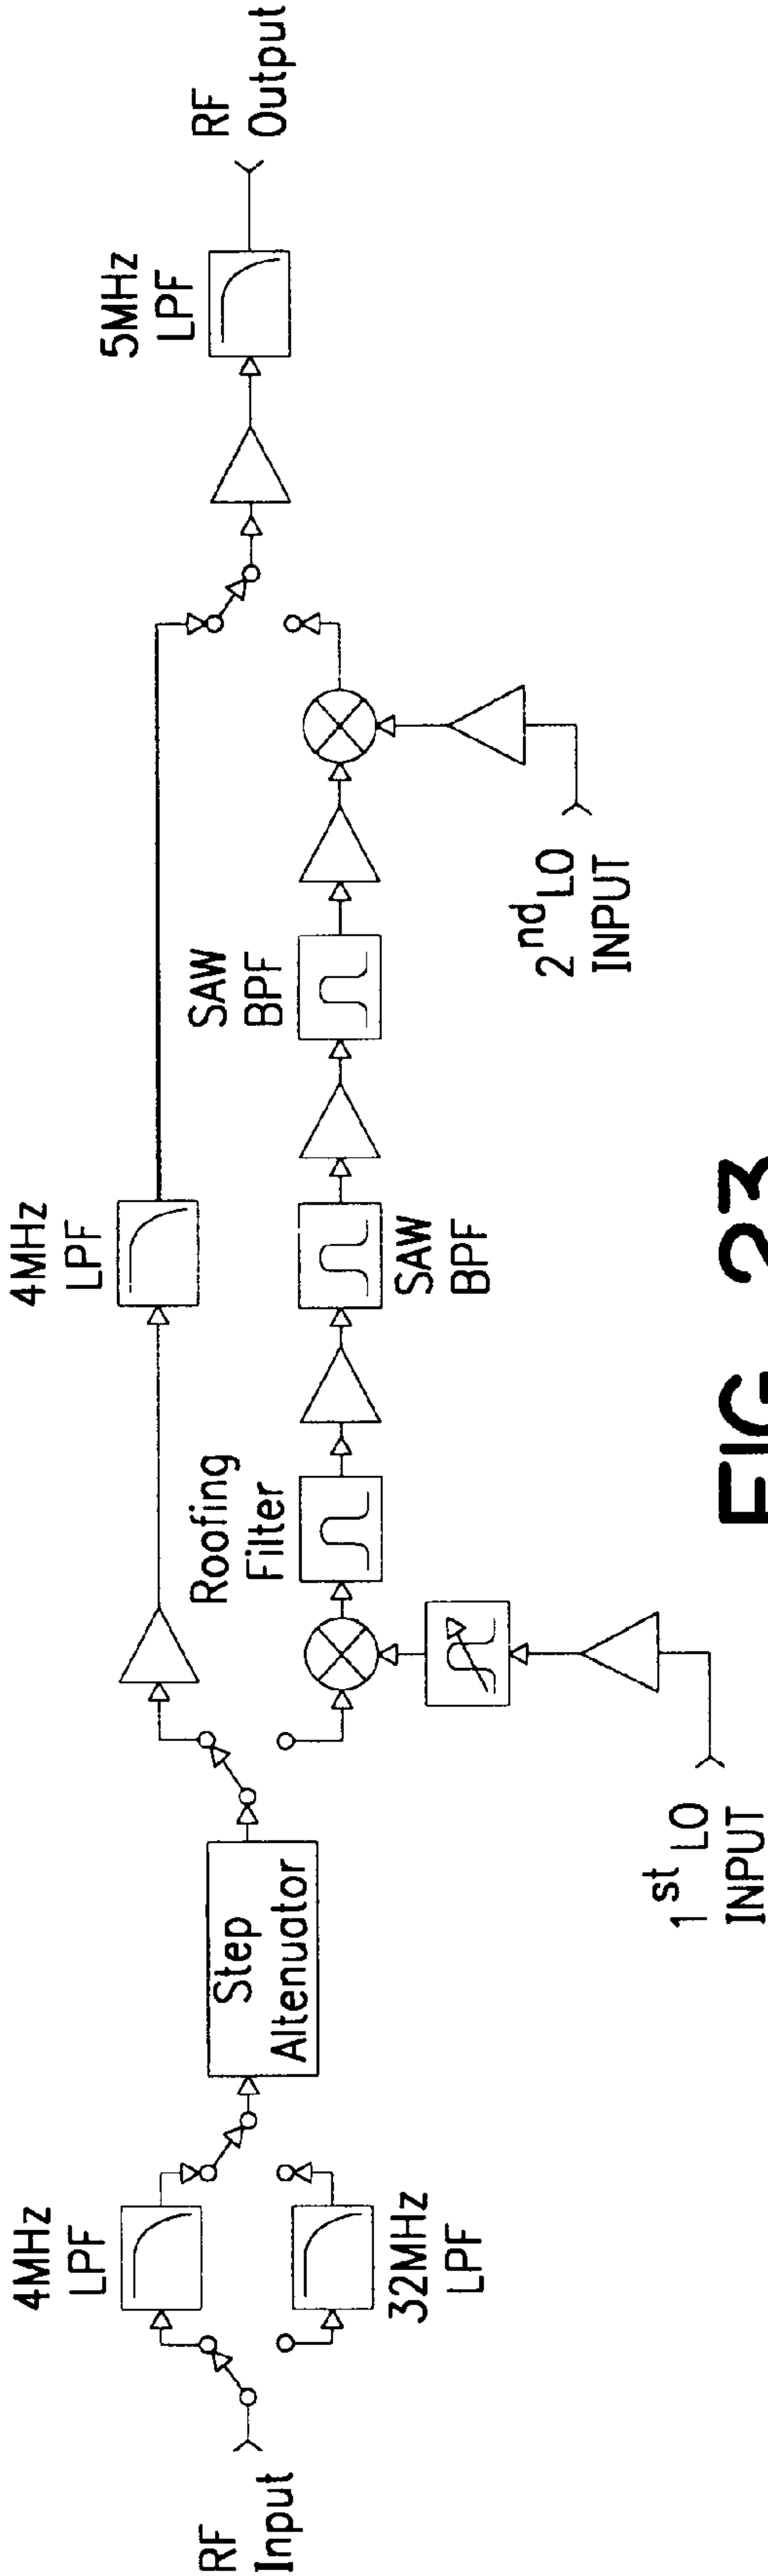 RF
Input
4MHz
LPF
32MHz
LPF
Step
Altenuator
1st LO
INPUT
Roofing
Filter
4MHz
LPF
SAW
BPF
SAW
BPF
2nd LO
INPUT
5MHz
LPF
RF
Output
FIG. 23